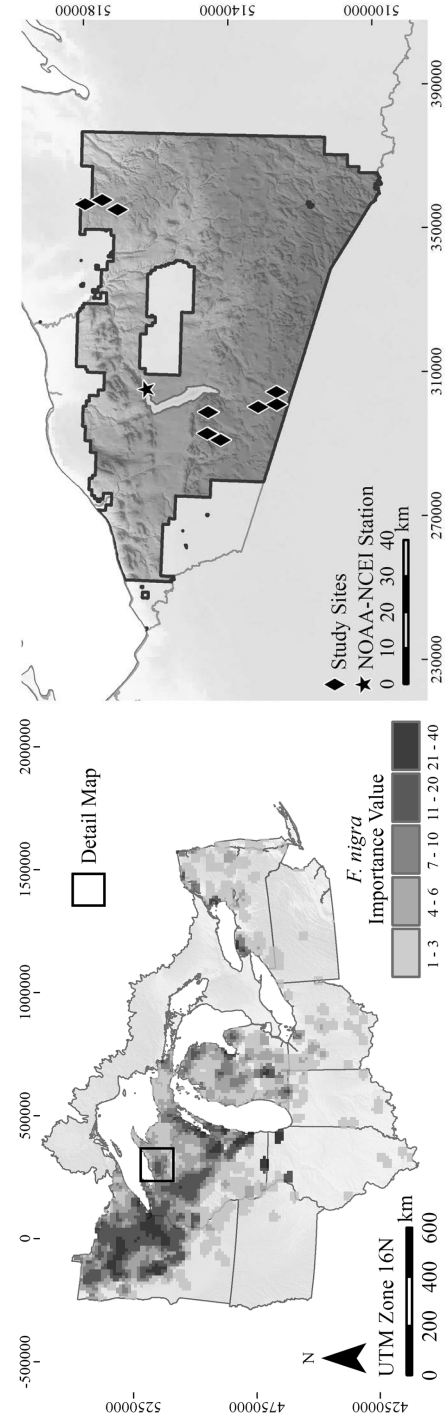 -500000 0 500000 1000000 1500000 2000000
5250000
4750000
4250000
N
UTM Zone 16N
0 200 400 600 km
Detail Map
F. nigra
Importance Value
1 - 3 4 - 6 7 - 10 11 - 20 21 - 40
5180000
5140000
5100000
230000 270000 310000 350000 390000
Study Sites
NOAA-NCEI Station
0 10 20 30 40 km